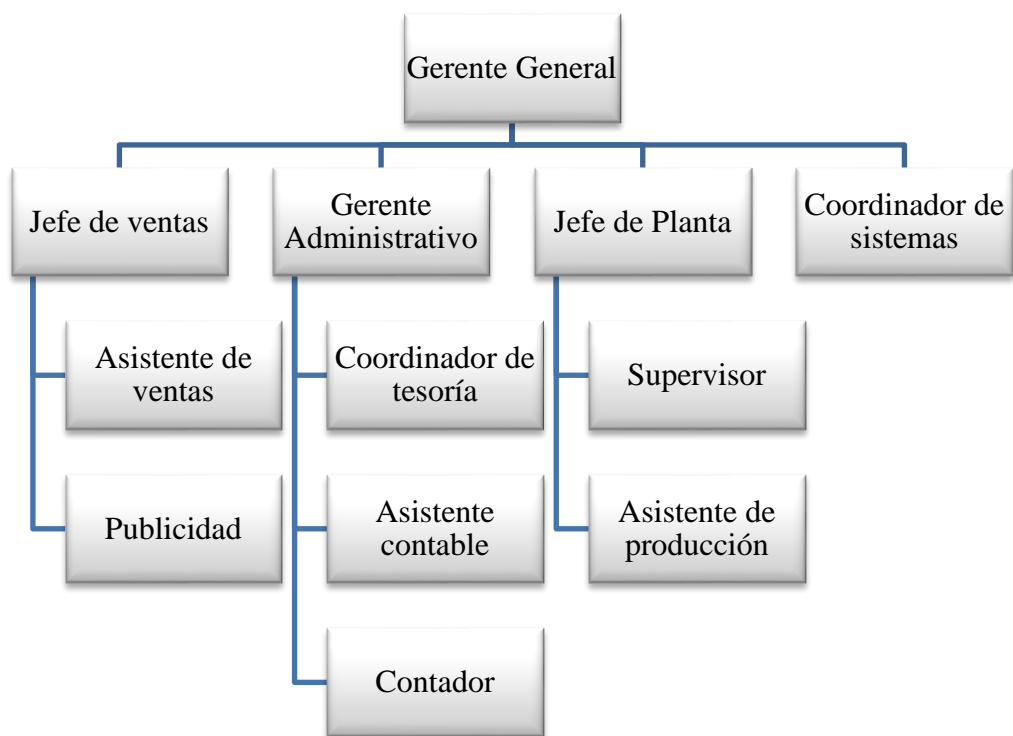 Gerente General
Jefe de ventas
Gerente
Administrativo
Jefe de Planta
Coordinador de
sistemas
Asistente de
ventas
Coordinador de
tesoría
Supervisor
Publicidad
Asistente
contable
Asistente de
producción
Contador